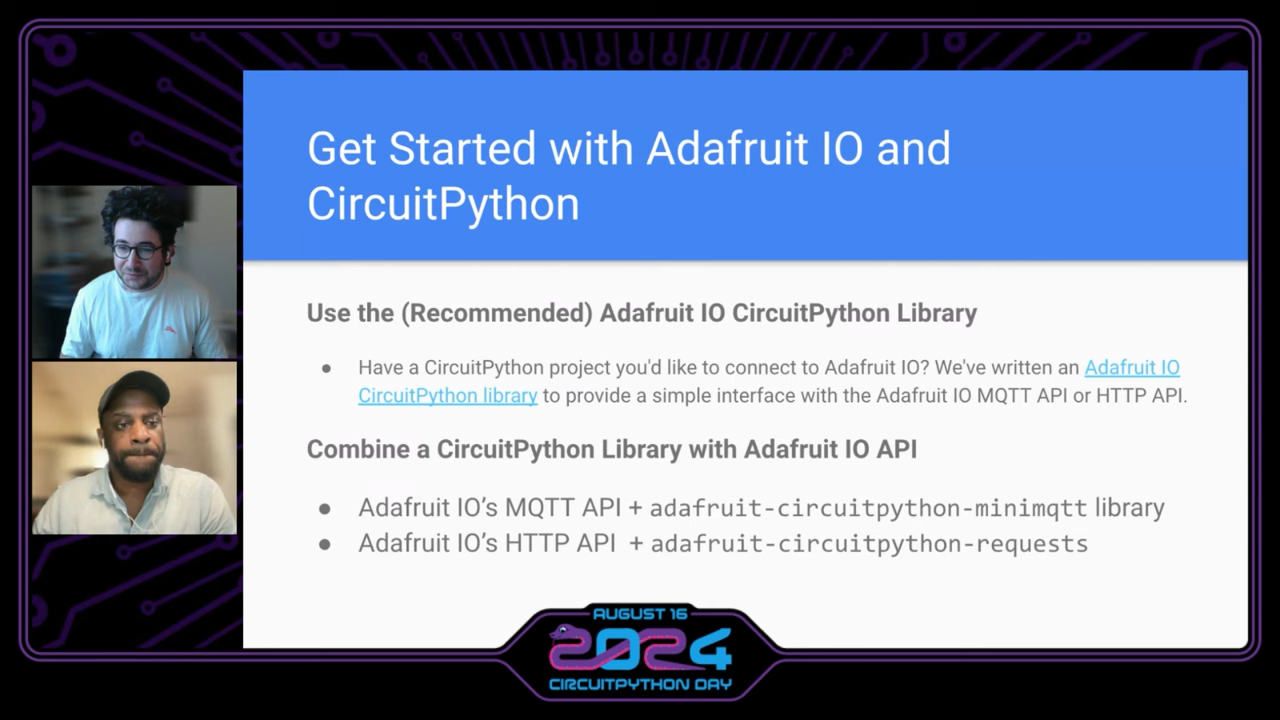 Get Started with Adafruit IO and
CircuitPython
Use the (Recommended) Adafruit IO CircuitPython Library
● Have a CircuitPython project you'd like to connect to Adafruit IO? We've written an Adafruit IO
CircuitPython library to provide a simple interface with the Adafruit IO MQTT API or HTTP API.
Combine a CircuitPython Library with Adafruit IO API
● Adafruit IO’s MQTT API + adafruit-circuitpython-minimqtt library
● Adafruit IO’s HTTP API + adafruit-circuitpython-requests
AUGUST 16
2024
CIRCUITPYTHON DAY